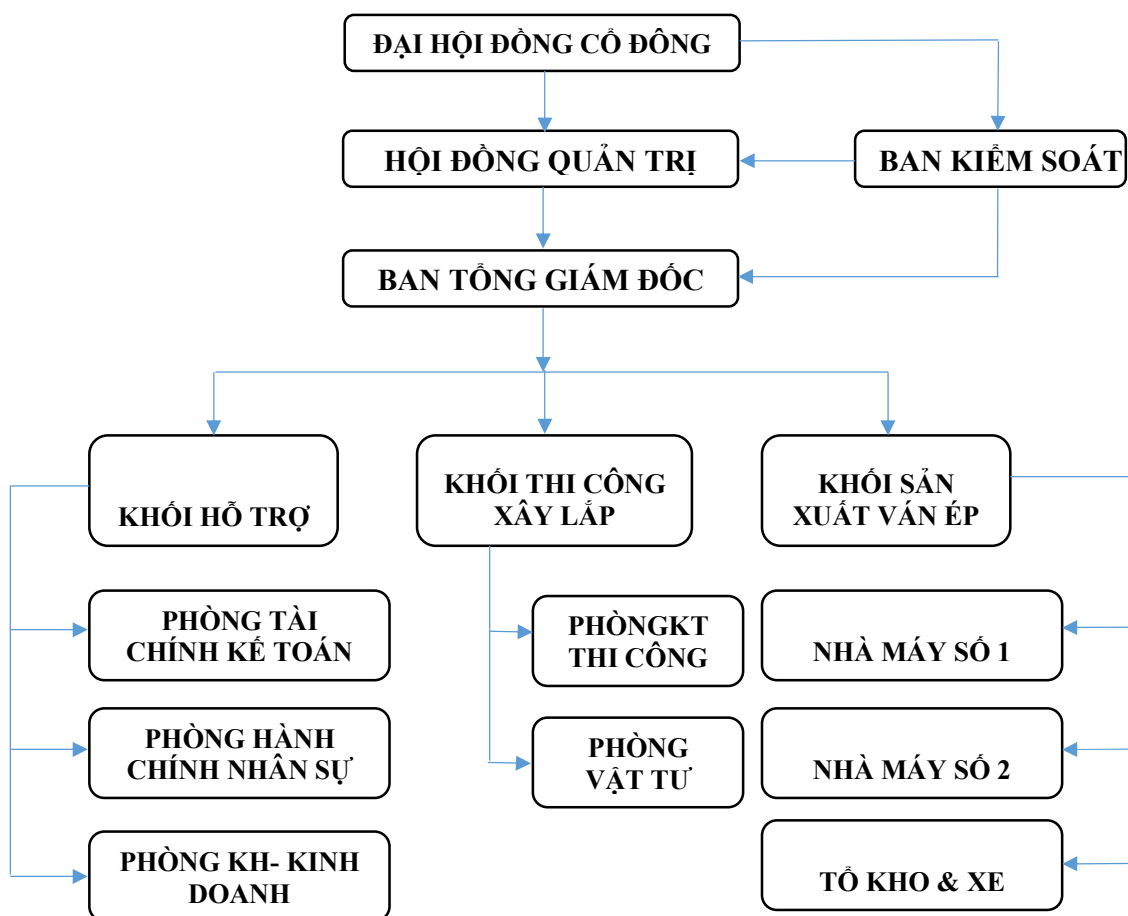 ĐẠI HỘI ĐỒNG CỔ ĐÔNG
HỘI ĐỒNG QUẢN TRỊ
BAN KIỂM SOÁT
BAN TỔNG GIÁM ĐỐC
KHỐI HỖ TRỢ
KHỐI THI CÔNG
XÂY LẮP
KHỐI SẢN
XUẤT VÁN ÉP
PHÒNG TÀI
CHÍNH KẾ TOÁN
PHÒNGKT
THI CÔNG
NHÀ MÁY SỐ 1
PHÒNG HÀNH
CHÍNH NHÂN SỰ
PHÒNG
VẬT TƯ
NHÀ MÁY SỐ 2
PHÒNG KH- KINH
DOANH
TỔ KHO & XE